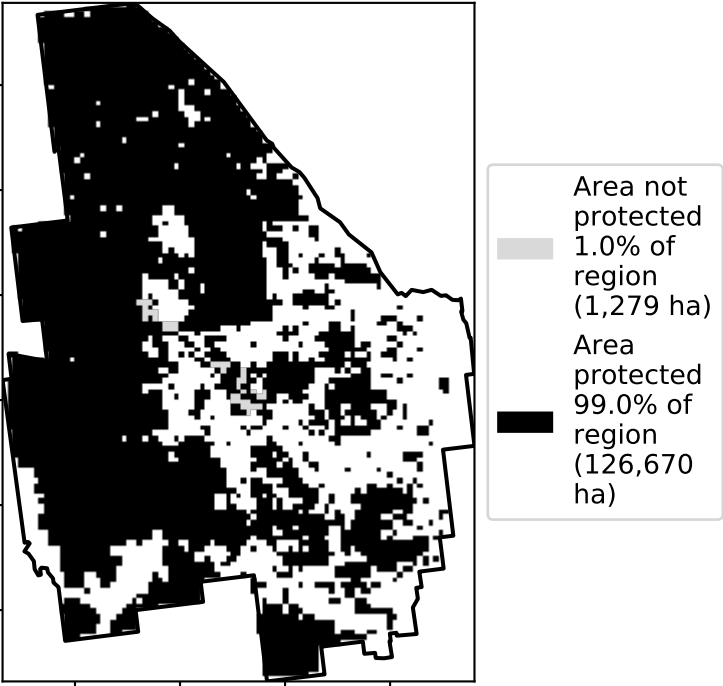 Area not
protected
1.0% of
region
(1,279 ha)
Area
protected
99.0% of
region
(126,670
ha)